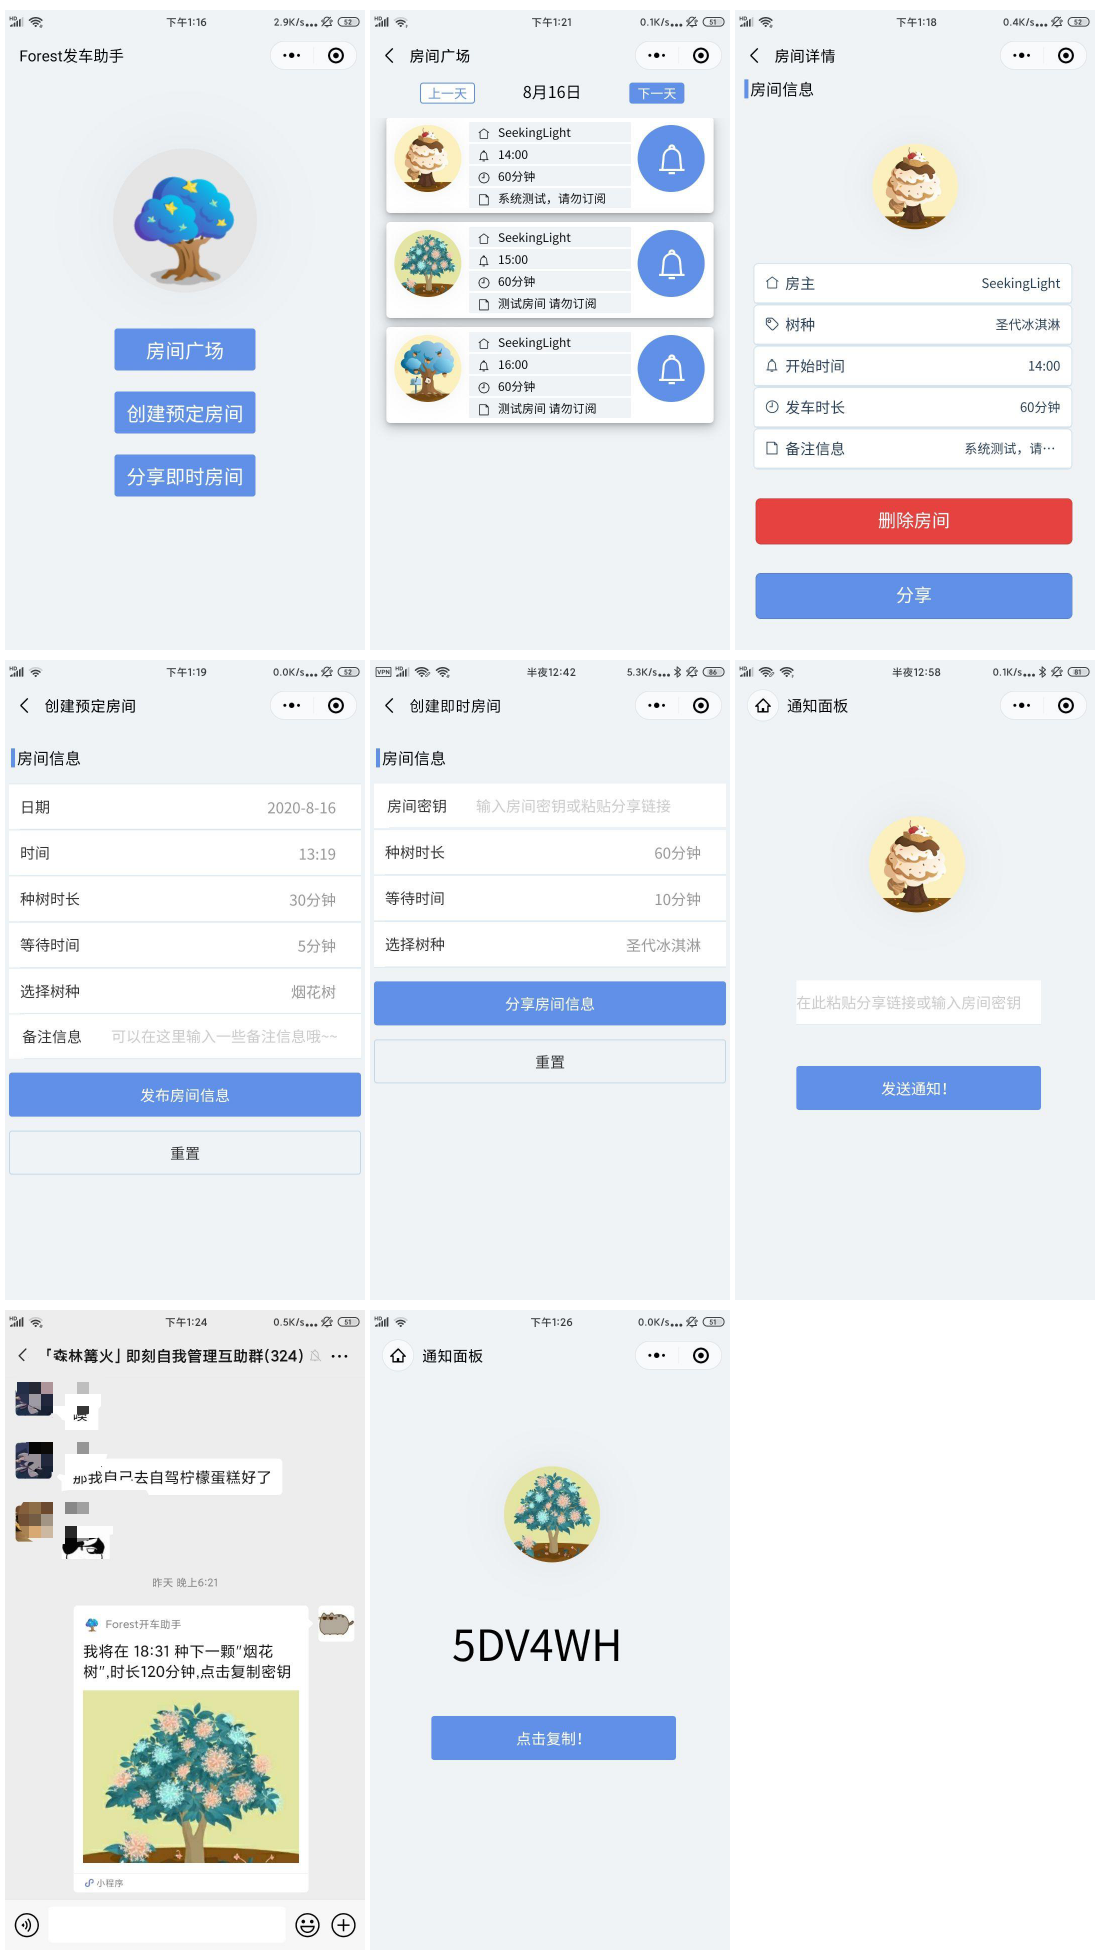 下午1:16
2.9K/s...
52
Forest发车助手
房间广场
创建预定房间
分享即时房间
下午1:21
0.1K/s...
51
房间广场
上一天
8月16日
下一天
SeekingLight
14:00
60分钟
系统测试，请勿订阅
SeekingLight
15:00
60分钟
测试房间 请勿订阅
SeekingLight
16:00
60分钟
测试房间 请勿订阅
下午1:18
0.4K/s...
52
房间详情
房间信息
房主
SeekingLight
树种
圣代冰淇淋
开始时间
14:00
发车时长
60分钟
备注信息
系统测试，请…
删除房间
分享
下午1:19
0.0K/s...
52
创建预定房间
房间信息
日期
2020-8-16
时间
13:19
种树时长
30分钟
等待时间
5分钟
选择树种
烟花树
备注信息
可以在这里输入一些备注信息哦~~
发布房间信息
重置
VPN
半夜12:42
5.3K/s...
86
创建即时房间
房间信息
房间密钥
输入房间密钥或粘贴分享链接
种树时长
60分钟
等待时间
10分钟
选择树种
圣代冰淇淋
分享房间信息
重置
半夜12:58
0.1K/s...
81
通知面板
在此粘贴分享链接或输入房间密钥
发送通知！
下午1:24
0.5K/s...
51
「森林篝火」即刻自我管理互助群(324)
那我自己去自驾柠檬蛋糕好了
昨天 晚上6:21
Forest开车助手
我将在 18:31 种下一颗"烟花
树",时长120分钟,点击复制密钥
小程序
下午1:26
0.0K/s...
51
通知面板
5DV4WH
点击复制！